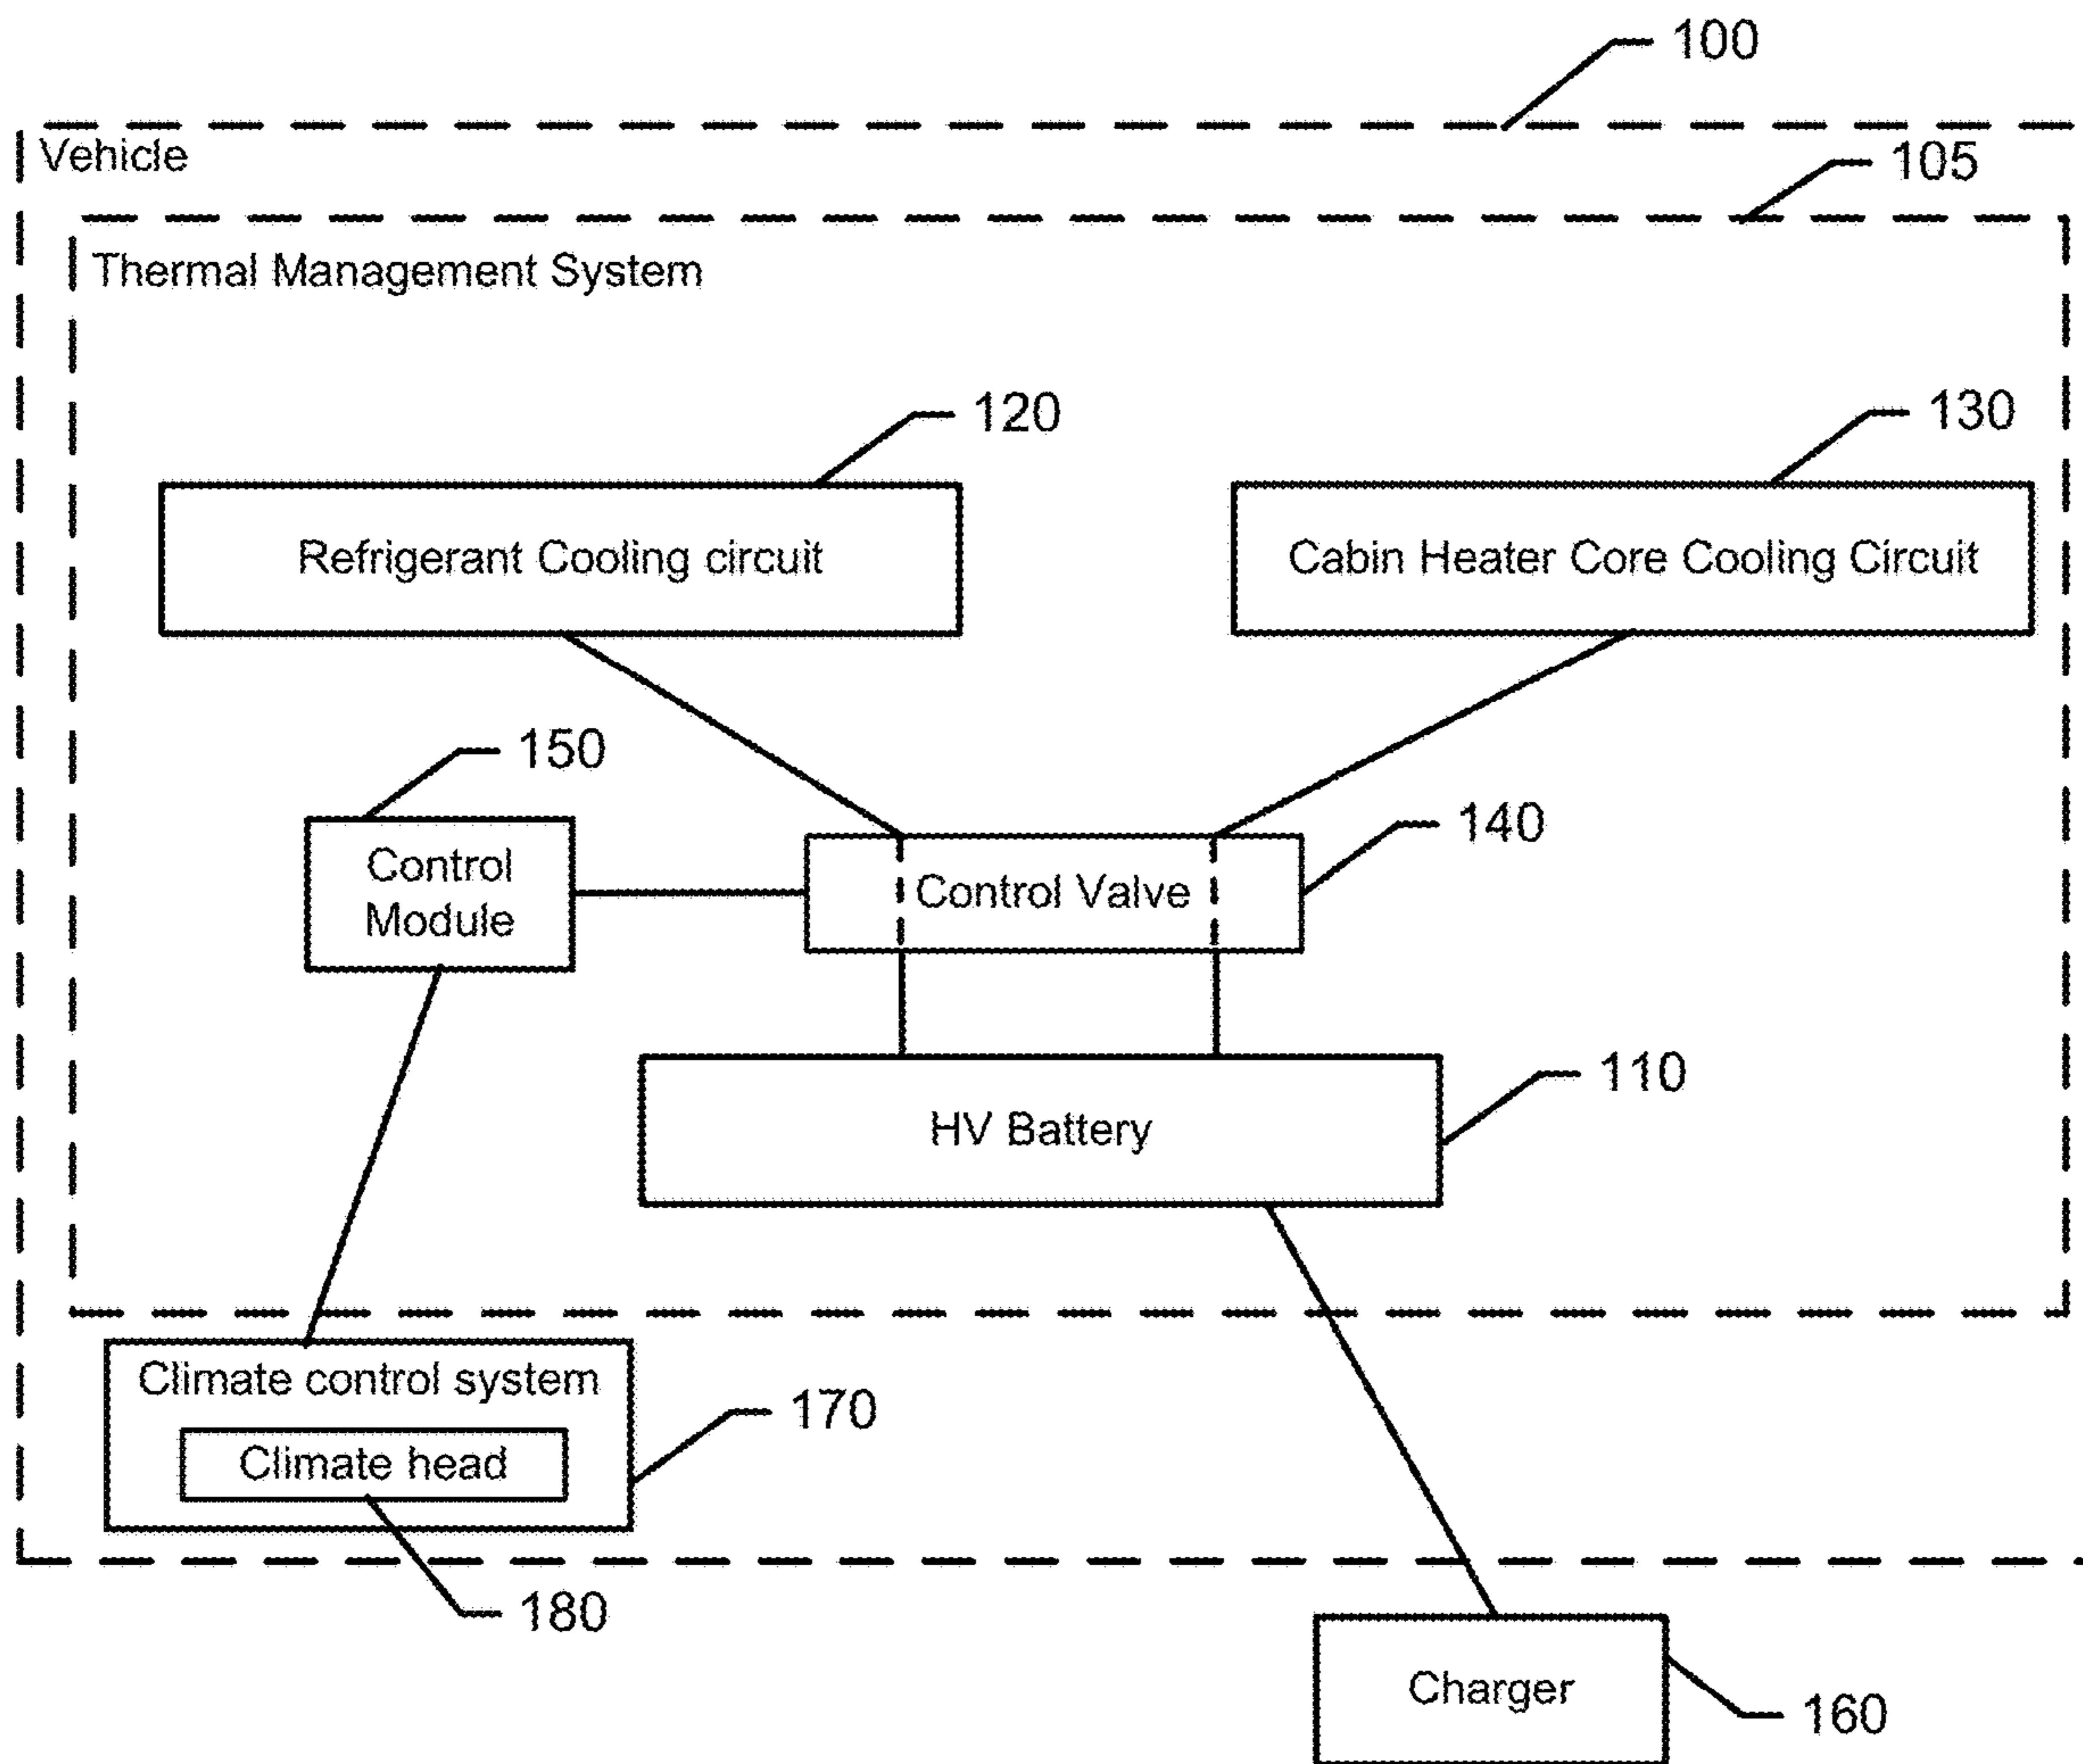 100
Vehicle
105
Thermal Management System
120
130
Refrigerant Cooling circuit
Cabin Heater Core Cooling Circuit
150
140
Control
Module
Control Valve
110
HV Battery
Climate control system
170
Climate head
180
Charger
160